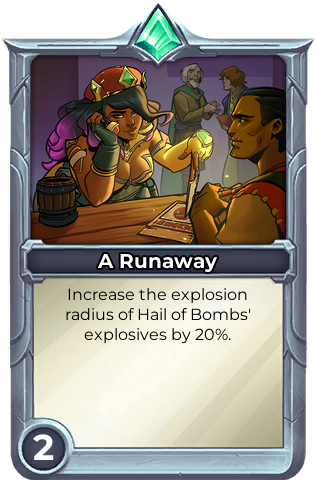 A Runaway
Increase the explosion
radius of Hail of Bombs'
explosives by 20%.
2